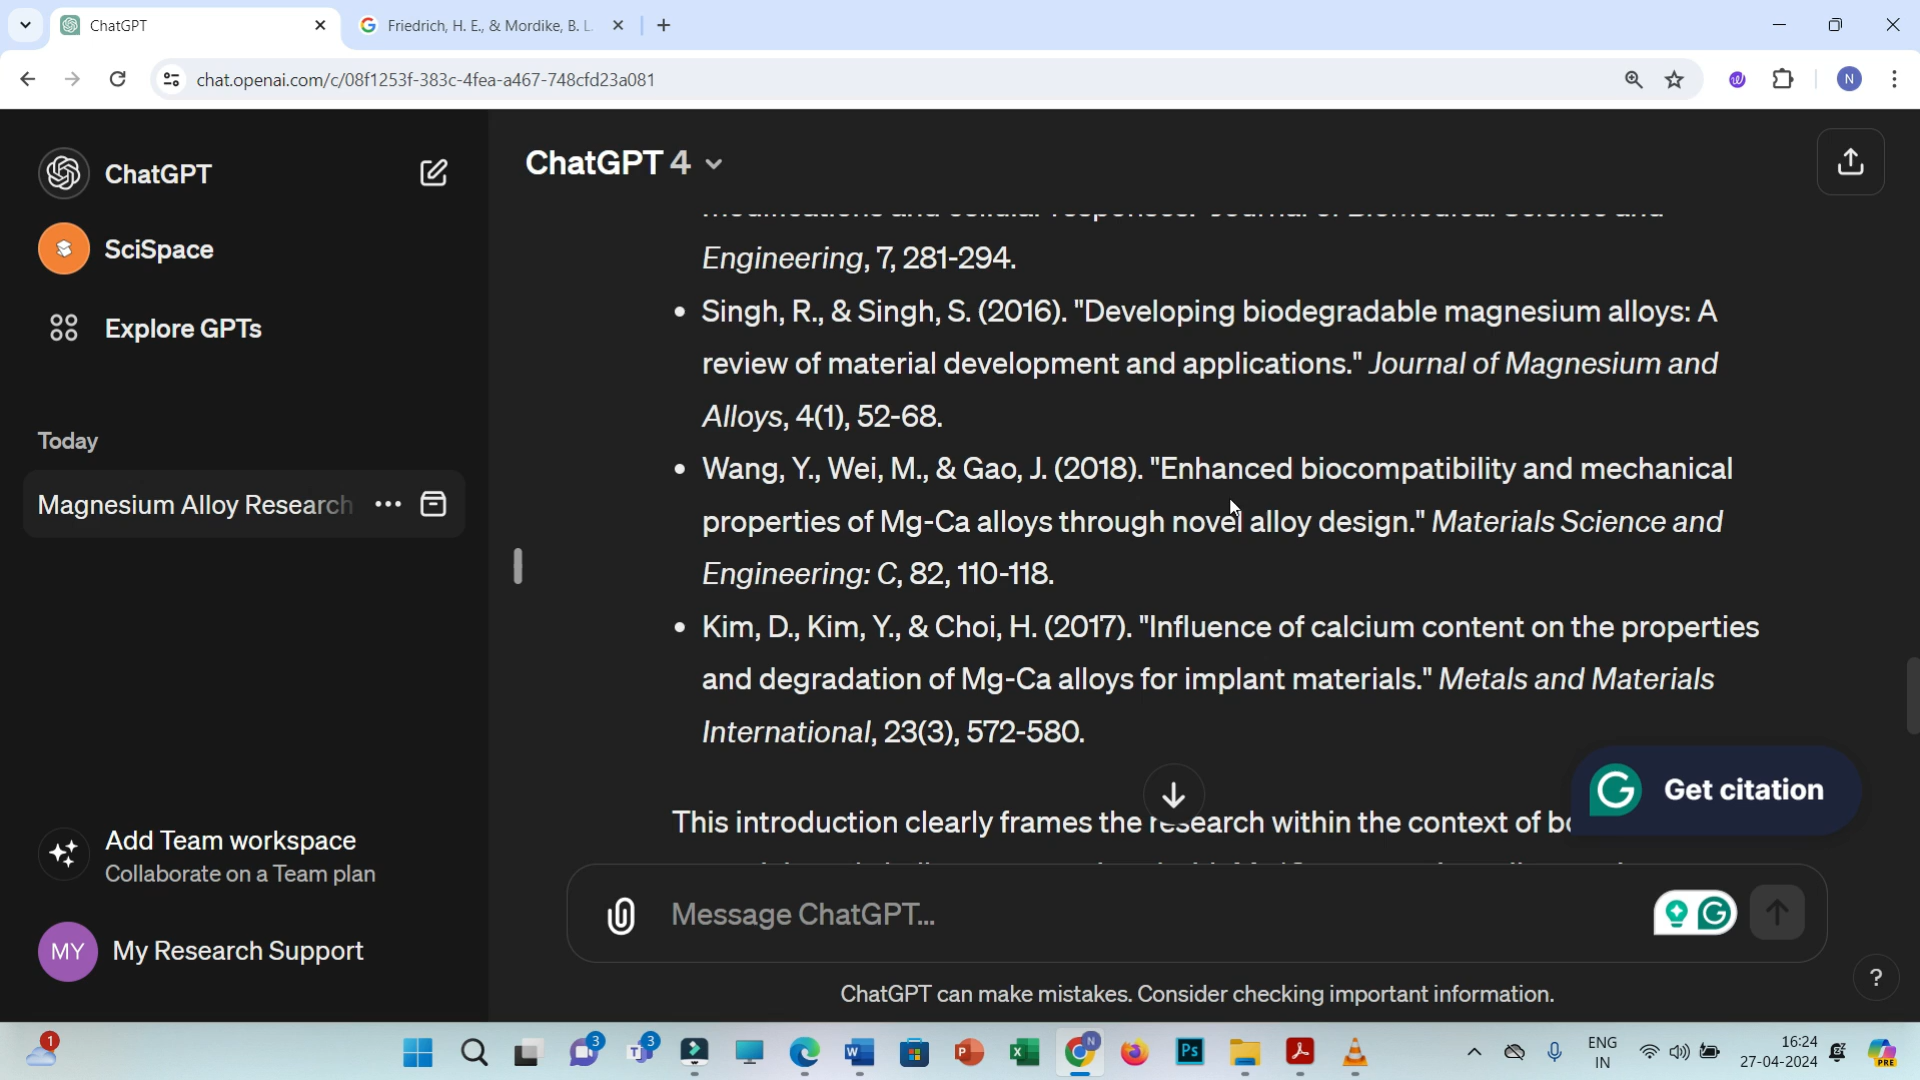 ChatGPT
Friedrich, H. E., & Mordike, B. L.
chat.openai.com/c/08f1253f-383c-4fea-a467-748cfd23a081
N
ChatGPT
SciSpace
Explore GPTs
Today
Magnesium Alloy Research
Add Team workspace
Collaborate on a Team plan
MY
My Research Support
ChatGPT 4
Engineering, 7, 281-294.
• Singh, R., & Singh, S. (2016). "Developing biodegradable magnesium alloys: A
review of material development and applications." Journal of Magnesium and
Alloys, 4(1), 52-68.
• Wang, Y., Wei, M., & Gao, J. (2018). "Enhanced biocompatibility and mechanical
properties of Mg-Ca alloys through novel alloy design." Materials Science and
Engineering: C, 82, 110-118.
• Kim, D., Kim, Y., & Choi, H. (2017). "Influence of calcium content on the properties
and degradation of Mg-Ca alloys for implant materials." Metals and Materials
International, 23(3), 572-580.
This introduction clearly frames the research within the context of
Get citation
Message ChatGPT...
ChatGPT can make mistakes. Consider checking important information.
?
1
3
3
N
Ps
ENG
IN
16:24
27-04-2024
PRE